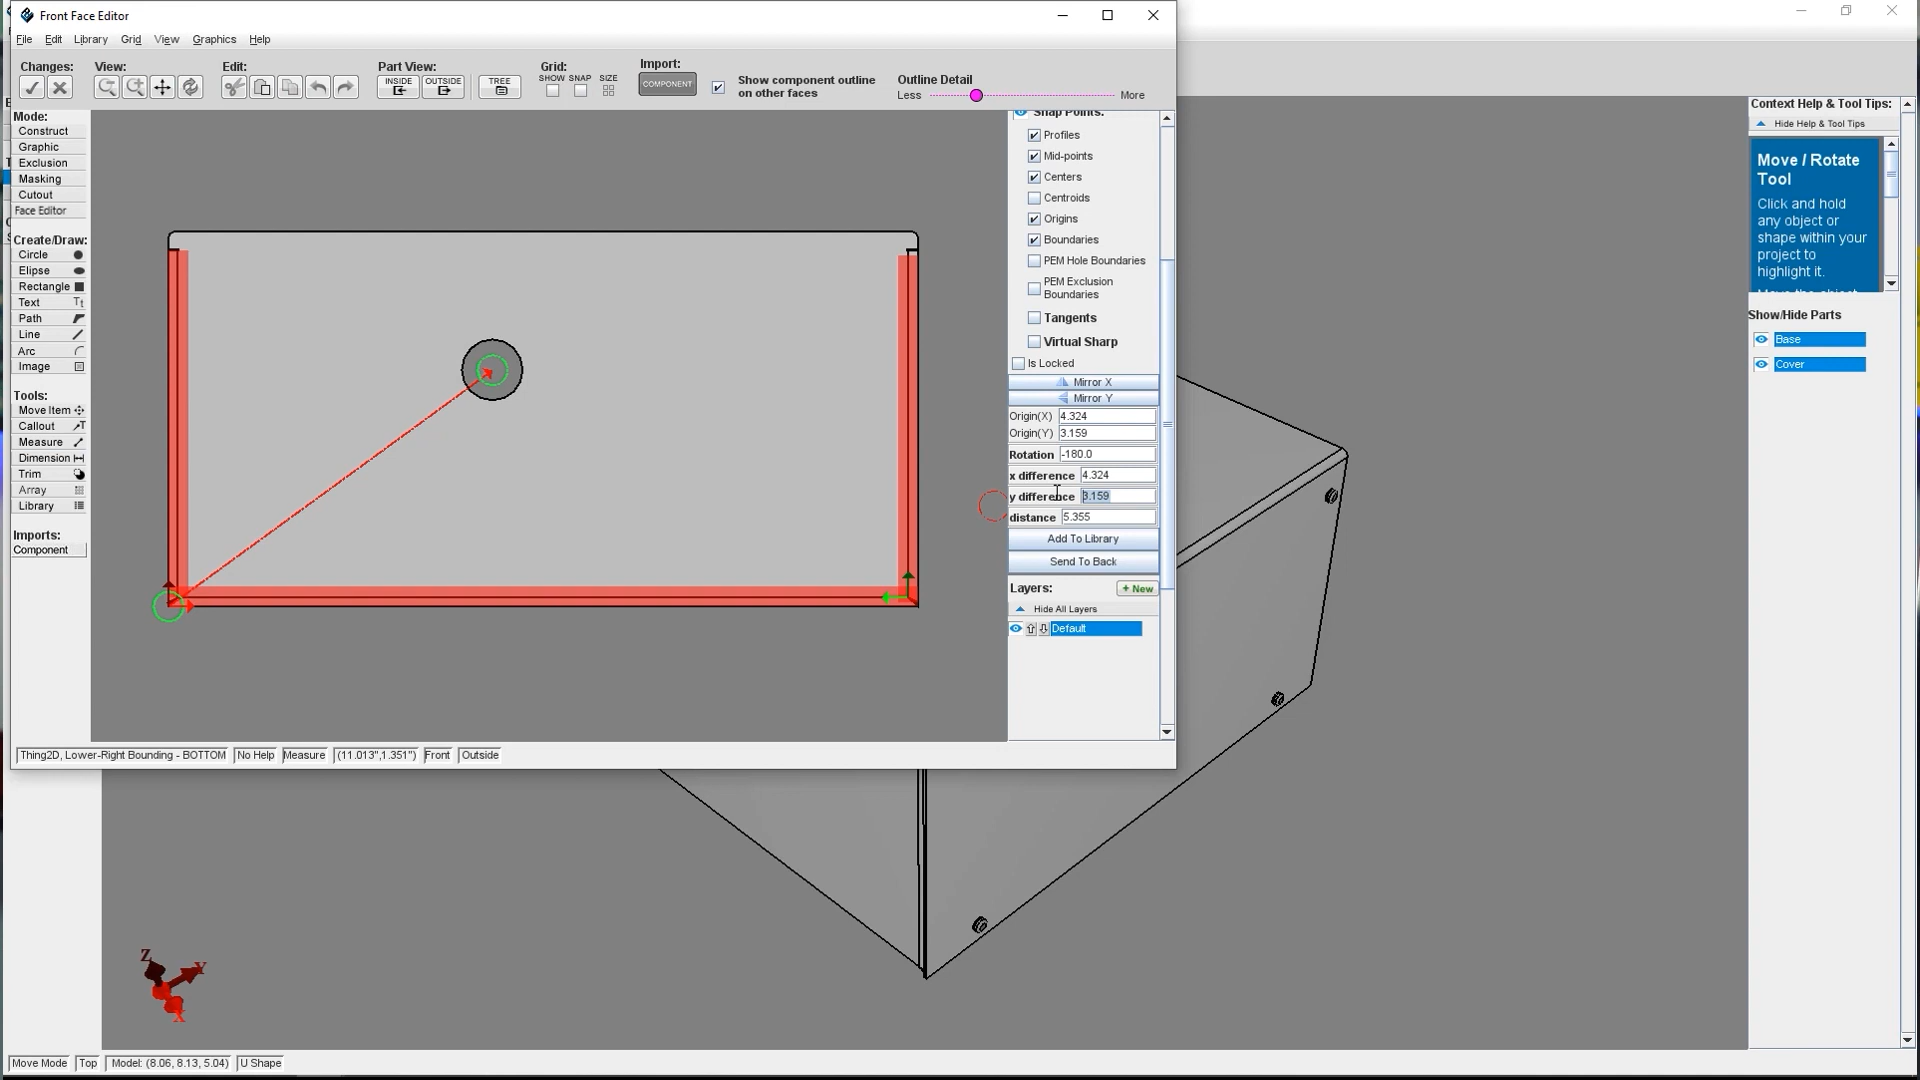 Front Face Editor
File Edit Library Grid View Graphics Help
Changes: View: Edit: Part View: Grid: Import:
INSIDE OUTSIDE TREE SHOW SNAP SIZE COMPONENT
Show component outline
on other faces
Outline Detail
Less More
Mode:
Construct
Graphic
Exclusion
Masking
Cutout
Face Editor
Create/Draw:
Circle
Elipse
Rectangle
Text Tt
Path
Line
Arc
Image
Tools:
Move Item
Callout
Measure
Dimension
Trim
Array
Library
Imports:
Component
Snap Points:
Profiles
Mid-points
Centers
Centroids
Origins
Boundaries
PEM Hole Boundaries
PEM Exclusion
Boundaries
Tangents
Virtual Sharp
Is Locked
Mirror X
Mirror Y
Origin(X) 4.324
Origin(Y) 3.159
Rotation -180.0
x difference 4.324
y difference 3.159
distance 5.355
Add To Library
Send To Back
Layers: + New
Hide All Layers
Default
Thing2D, Lower-Right Bounding - BOTTOM No Help Measure (11.013",1.351") Front Outside
Context Help & Tool Tips:
Hide Help & Tool Tips
Move / Rotate
Tool
Click and hold
any object or
shape within your
project to
highlight it.
Show/Hide Parts
Base
Cover
Z
Y
X
Move Mode Top Model: (8.06, 8.13, 5.04) U Shape